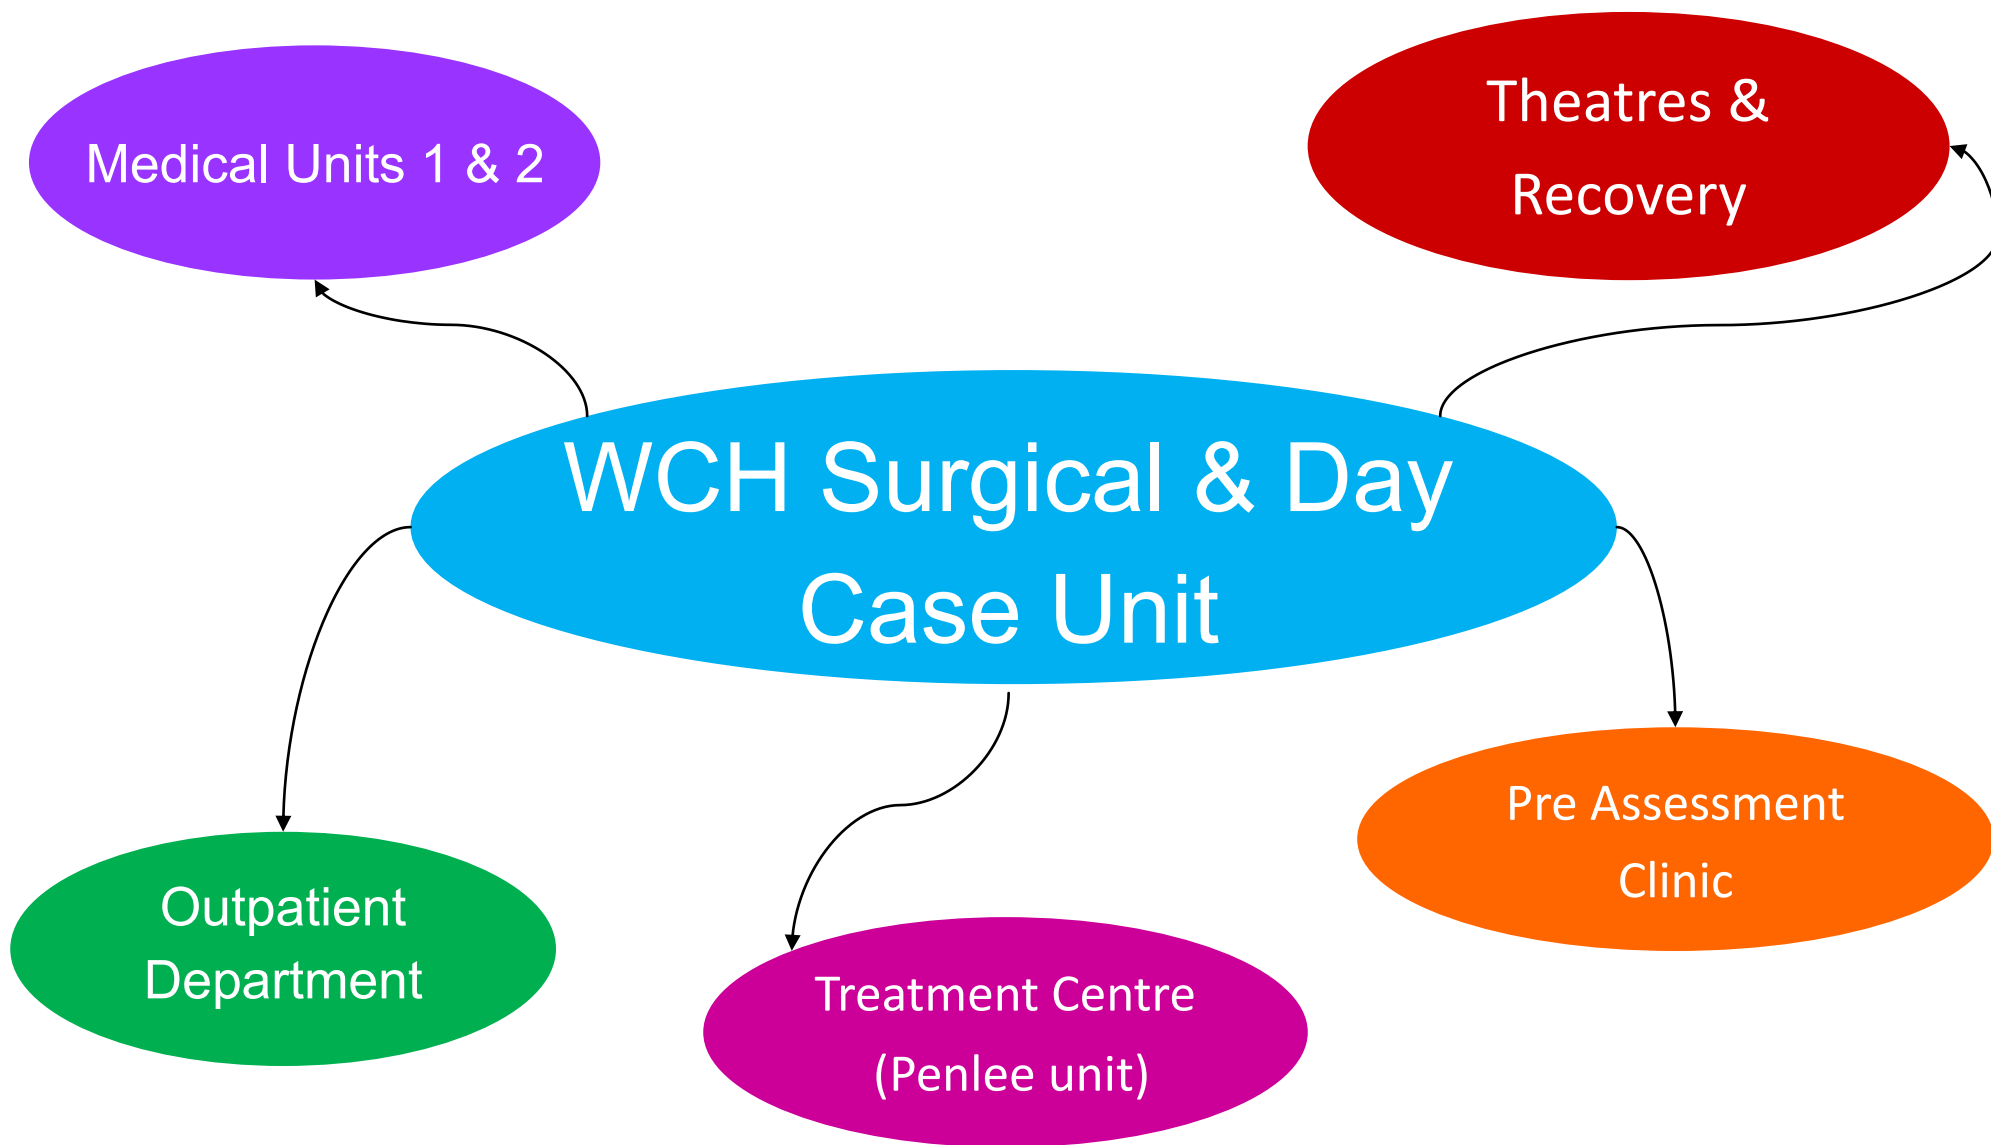 Medical Units 1 & 2
Theatres &
Recovery
WCH Surgical & Day
Case Unit
Outpatient
Department
Treatment Centre
(Penlee unit)
Pre Assessment
Clinic